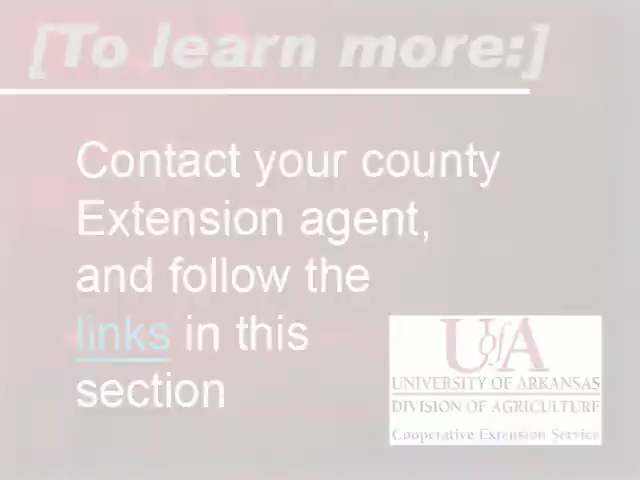 [To learn more:]
Contact your county
Extension agent,
and follow the
links in this
section
UofA
UNIVERSITY OF ARKANSAS
DIVISION OF AGRICULTURE
Cooperative Extension Service